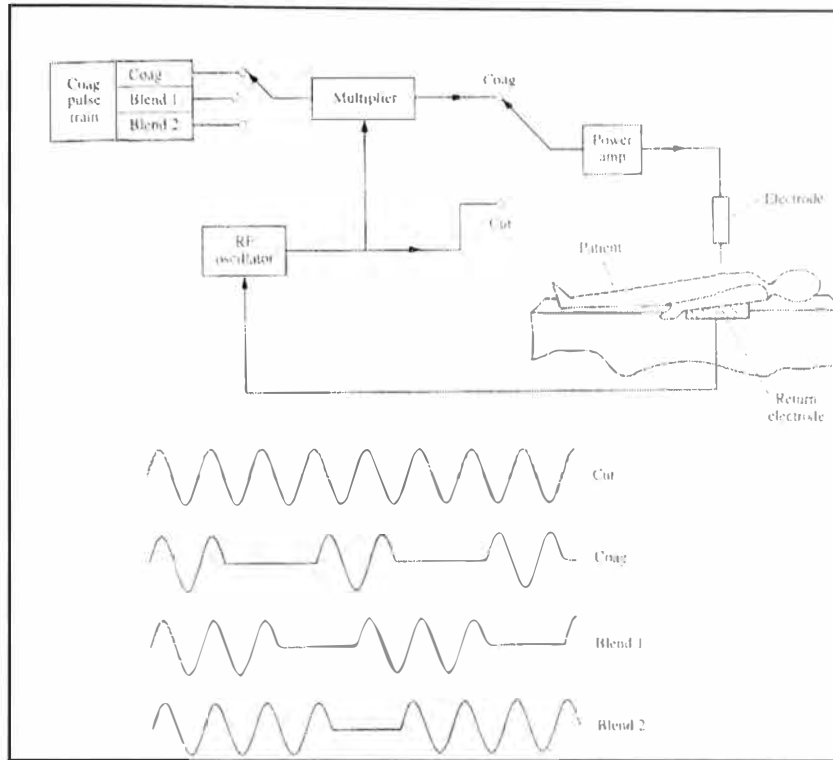 Coag
pulse
train
Coag
Blend 1
Blend 2
Multiplier
Coag
Power
amp
Electrode
RF
oscillator
Cut
Patient
Return
electrode
Cut
Coag
Blend 1
Blend 2